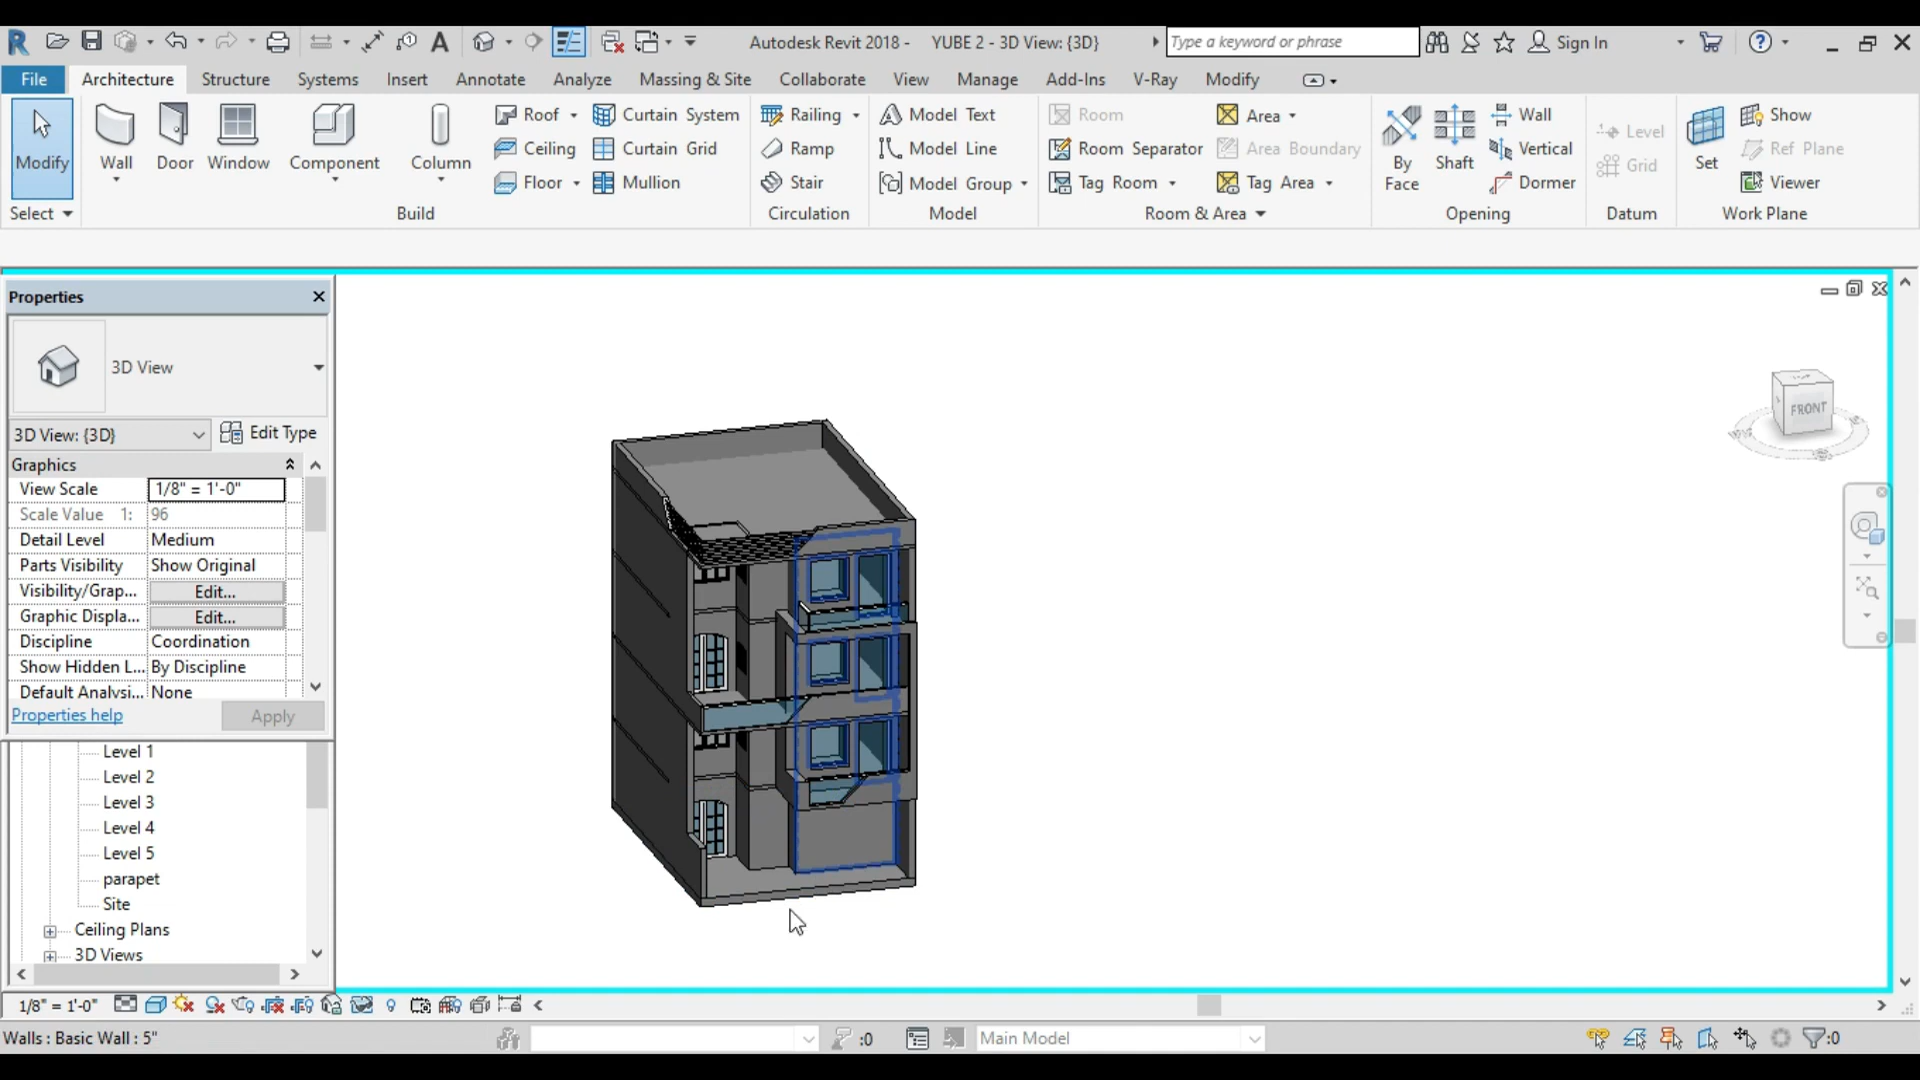 Autodesk Revit 2018 - YUBE 2 - 3D View: {3D}
Type a keyword or phrase
Sign In
File Architecture Structure Systems Insert Annotate Analyze Massing & Site Collaborate View Manage Add-Ins V-Ray Modify
Modify
Select
Wall
Door
Window
Component
Column
Roof
Ceiling
Floor
Curtain System
Curtain Grid
Mullion
Build
Railing
Ramp
Stair
Circulation
Model Text
Model Line
Model Group
Model
Room
Room Separator
Tag Room
Area
Area Boundary
Tag Area
Room & Area
By
Face
Shaft
Wall
Vertical
Dormer
Opening
Level
Grid
Datum
Set
Show
Ref Plane
Viewer
Work Plane
Properties
3D View
3D View: {3D}
Edit Type
Graphics
View Scale 1/8" = 1'-0"
Scale Value 1: 96
Detail Level Medium
Parts Visibility Show Original
Visibility/Grap... Edit...
Graphic Displa... Edit...
Discipline Coordination
Show Hidden L... By Discipline
Default Analysi... None
Properties help
Apply
Level 1
Level 2
Level 3
Level 4
Level 5
parapet
Site
Ceiling Plans
3D Views
FRONT
1/8" = 1'-0"
Walls : Basic Wall : 5"
:0
Main Model
:0